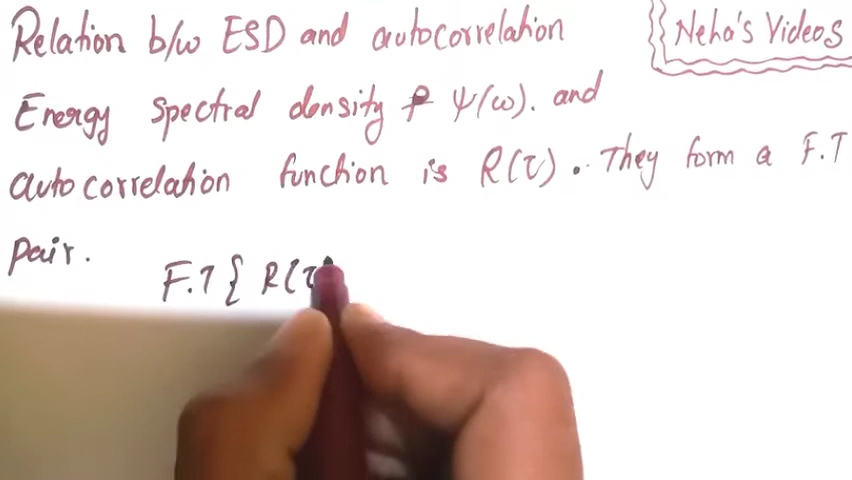 Relation b/w ESD and autocorrelation
Neha's Videos
Energy spectral density ψ(ω). and
autocorrelation function is R(τ). They form a F.T
pair.
F.T { R(τ